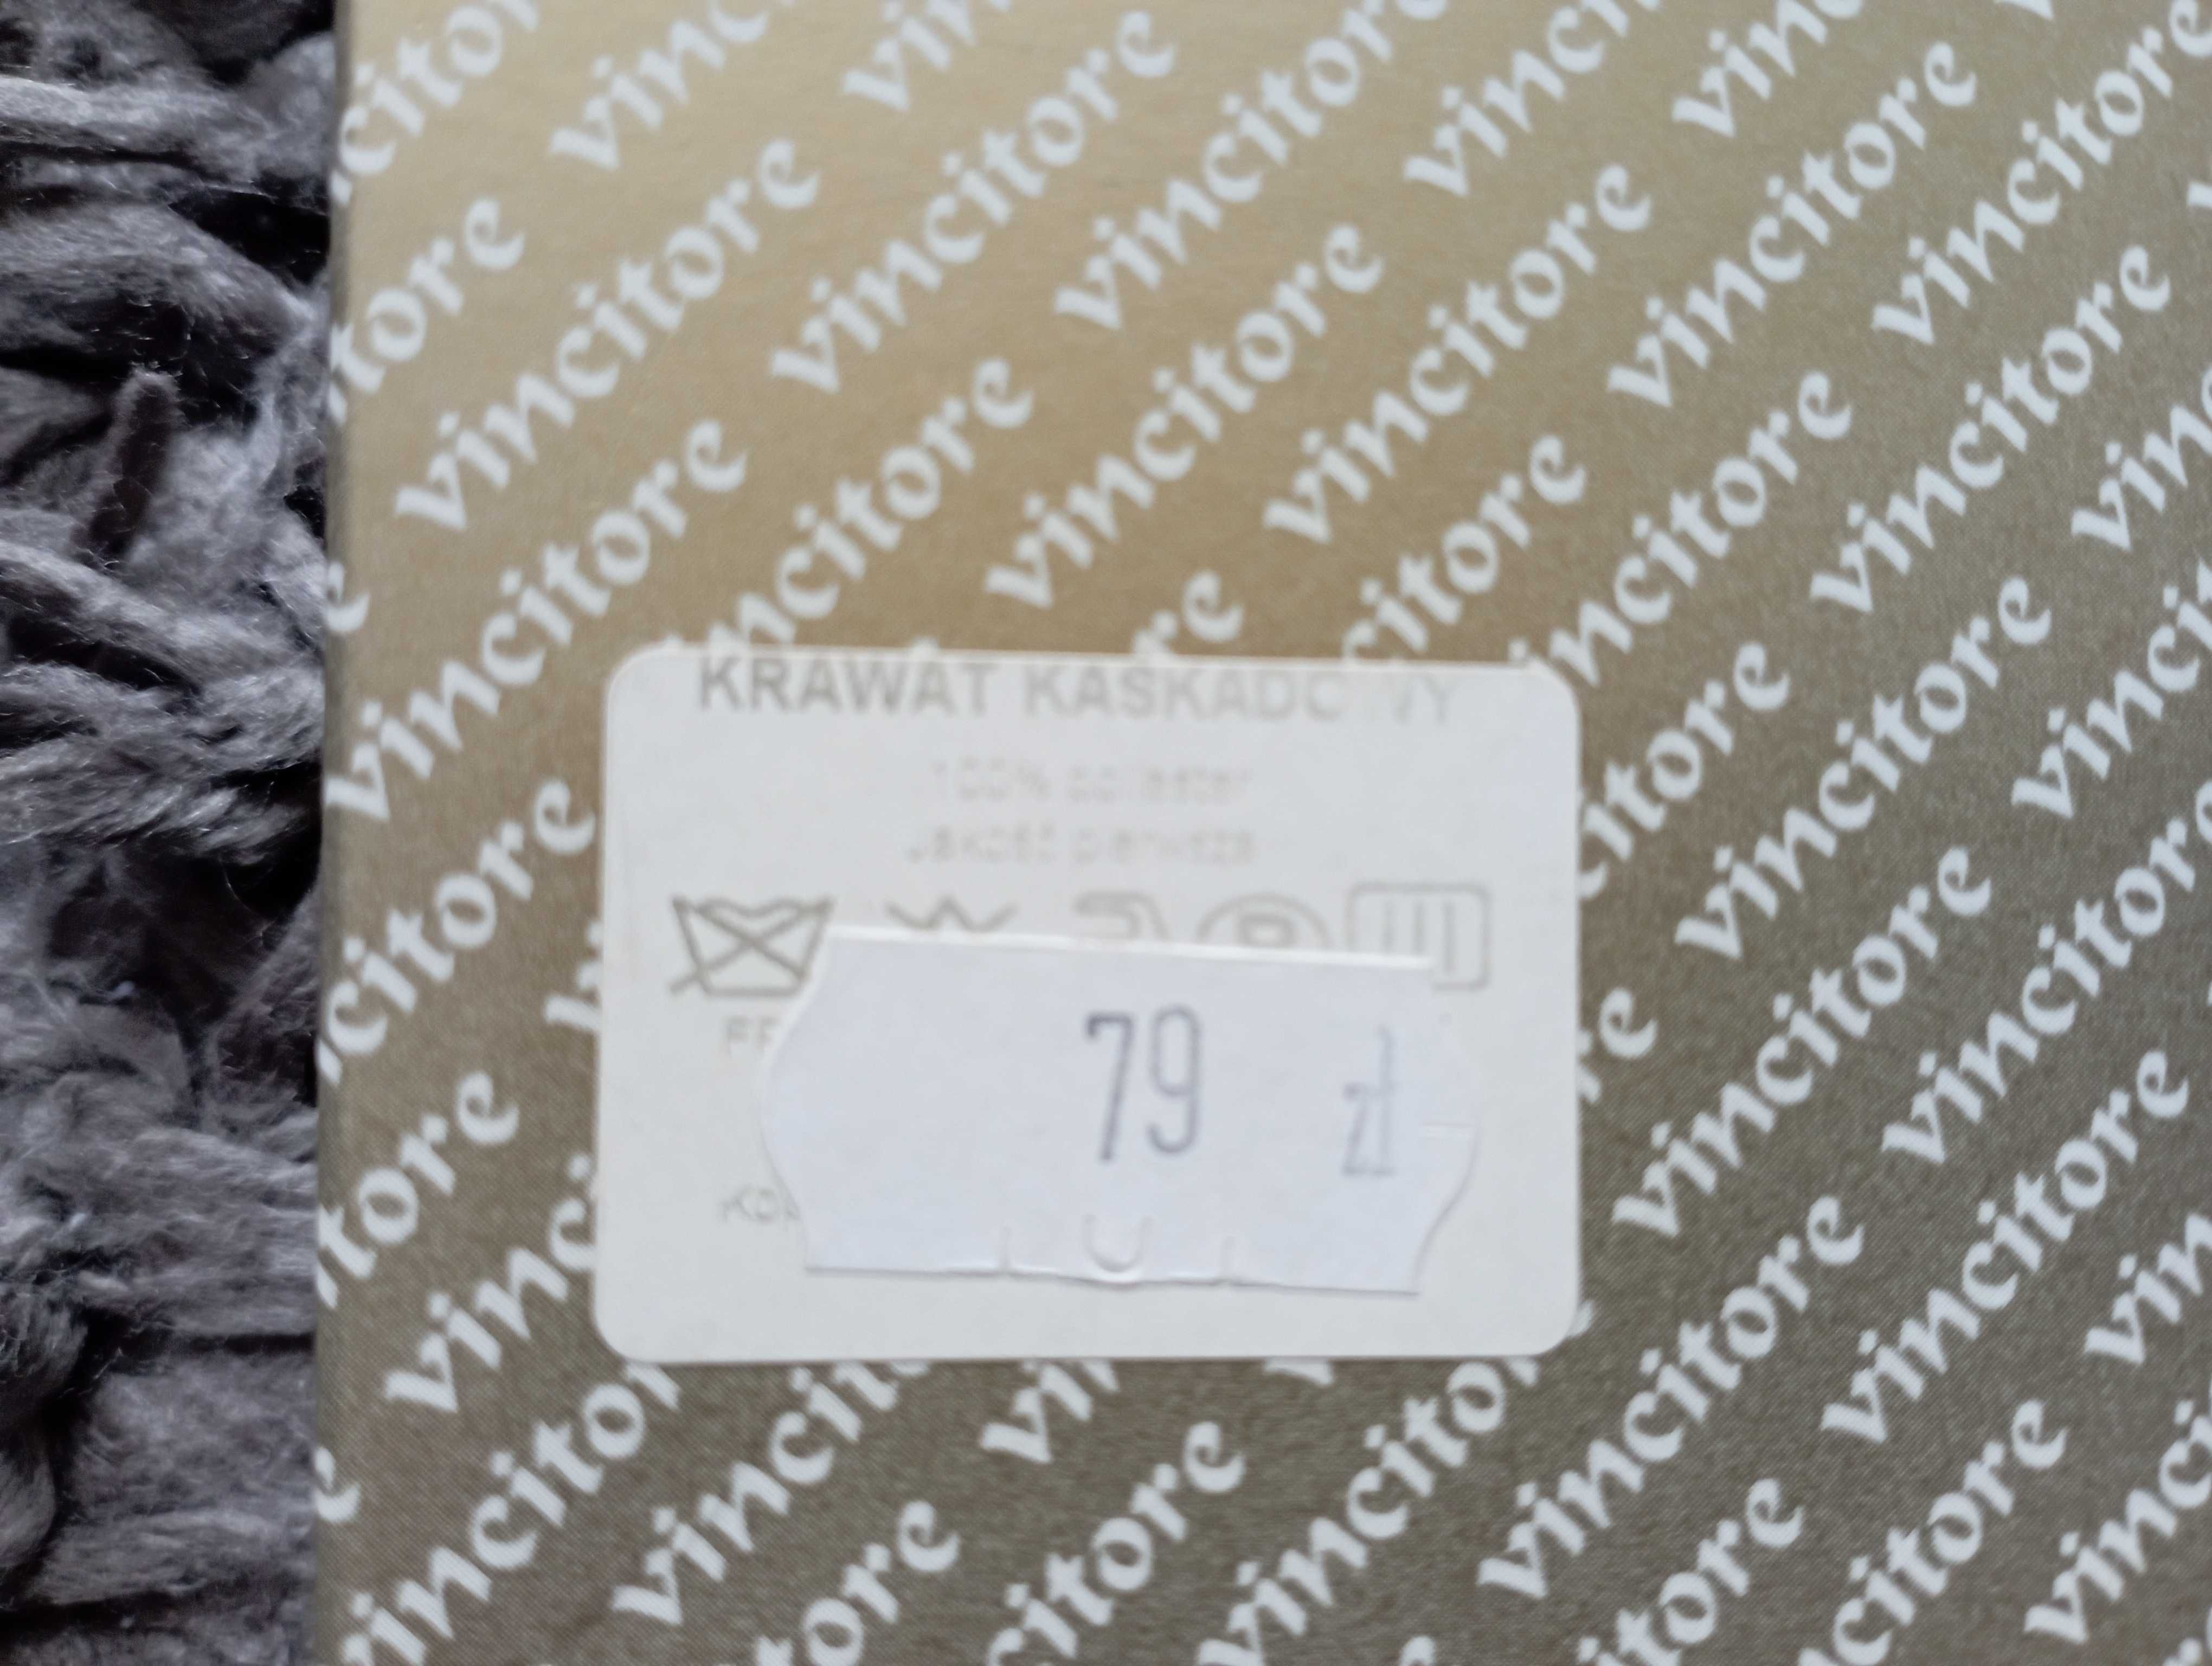 vincitore
KRAWAT KASKADOWY
100% poliester
Jakość pierwsza
79 zł